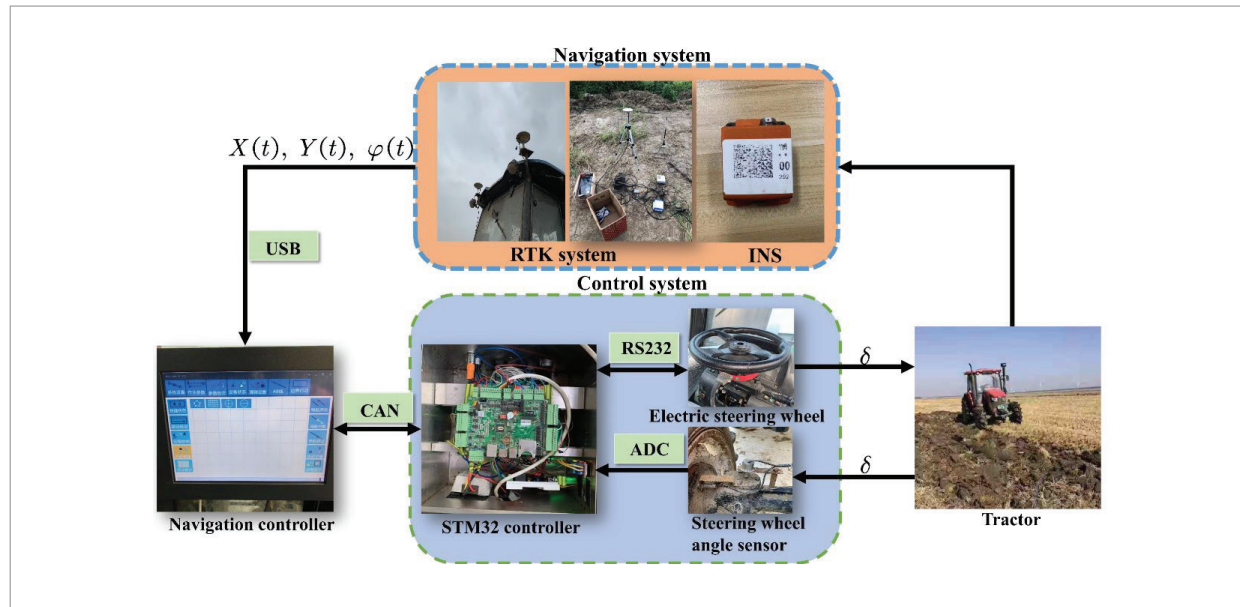 Navigation system
X(t), Y(t), φ(t)
RTK system
INS
00
USB
Control system
RS232
δ
CAN
Electric steering wheel
ADC
δ
Navigation controller
STM32 controller
Steering wheel
angle sensor
Tractor